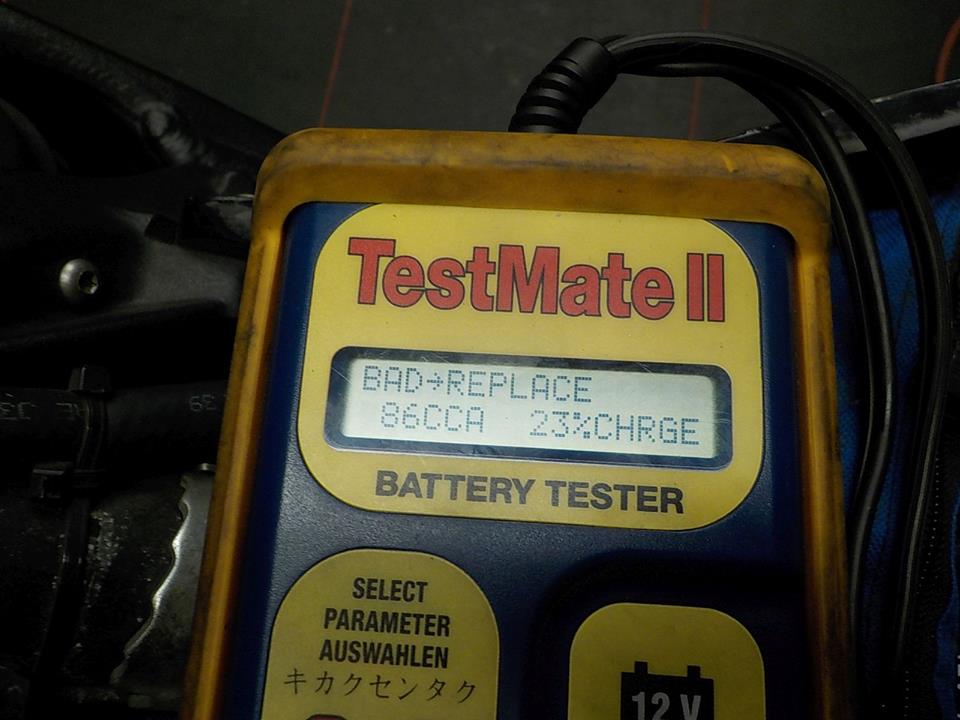 TestMate II
BAD→REPLACE
86CCA 23%CHRGE
BATTERY TESTER
SELECT
PARAMETER
AUSWAHLEN
キカクセンタク
12 V